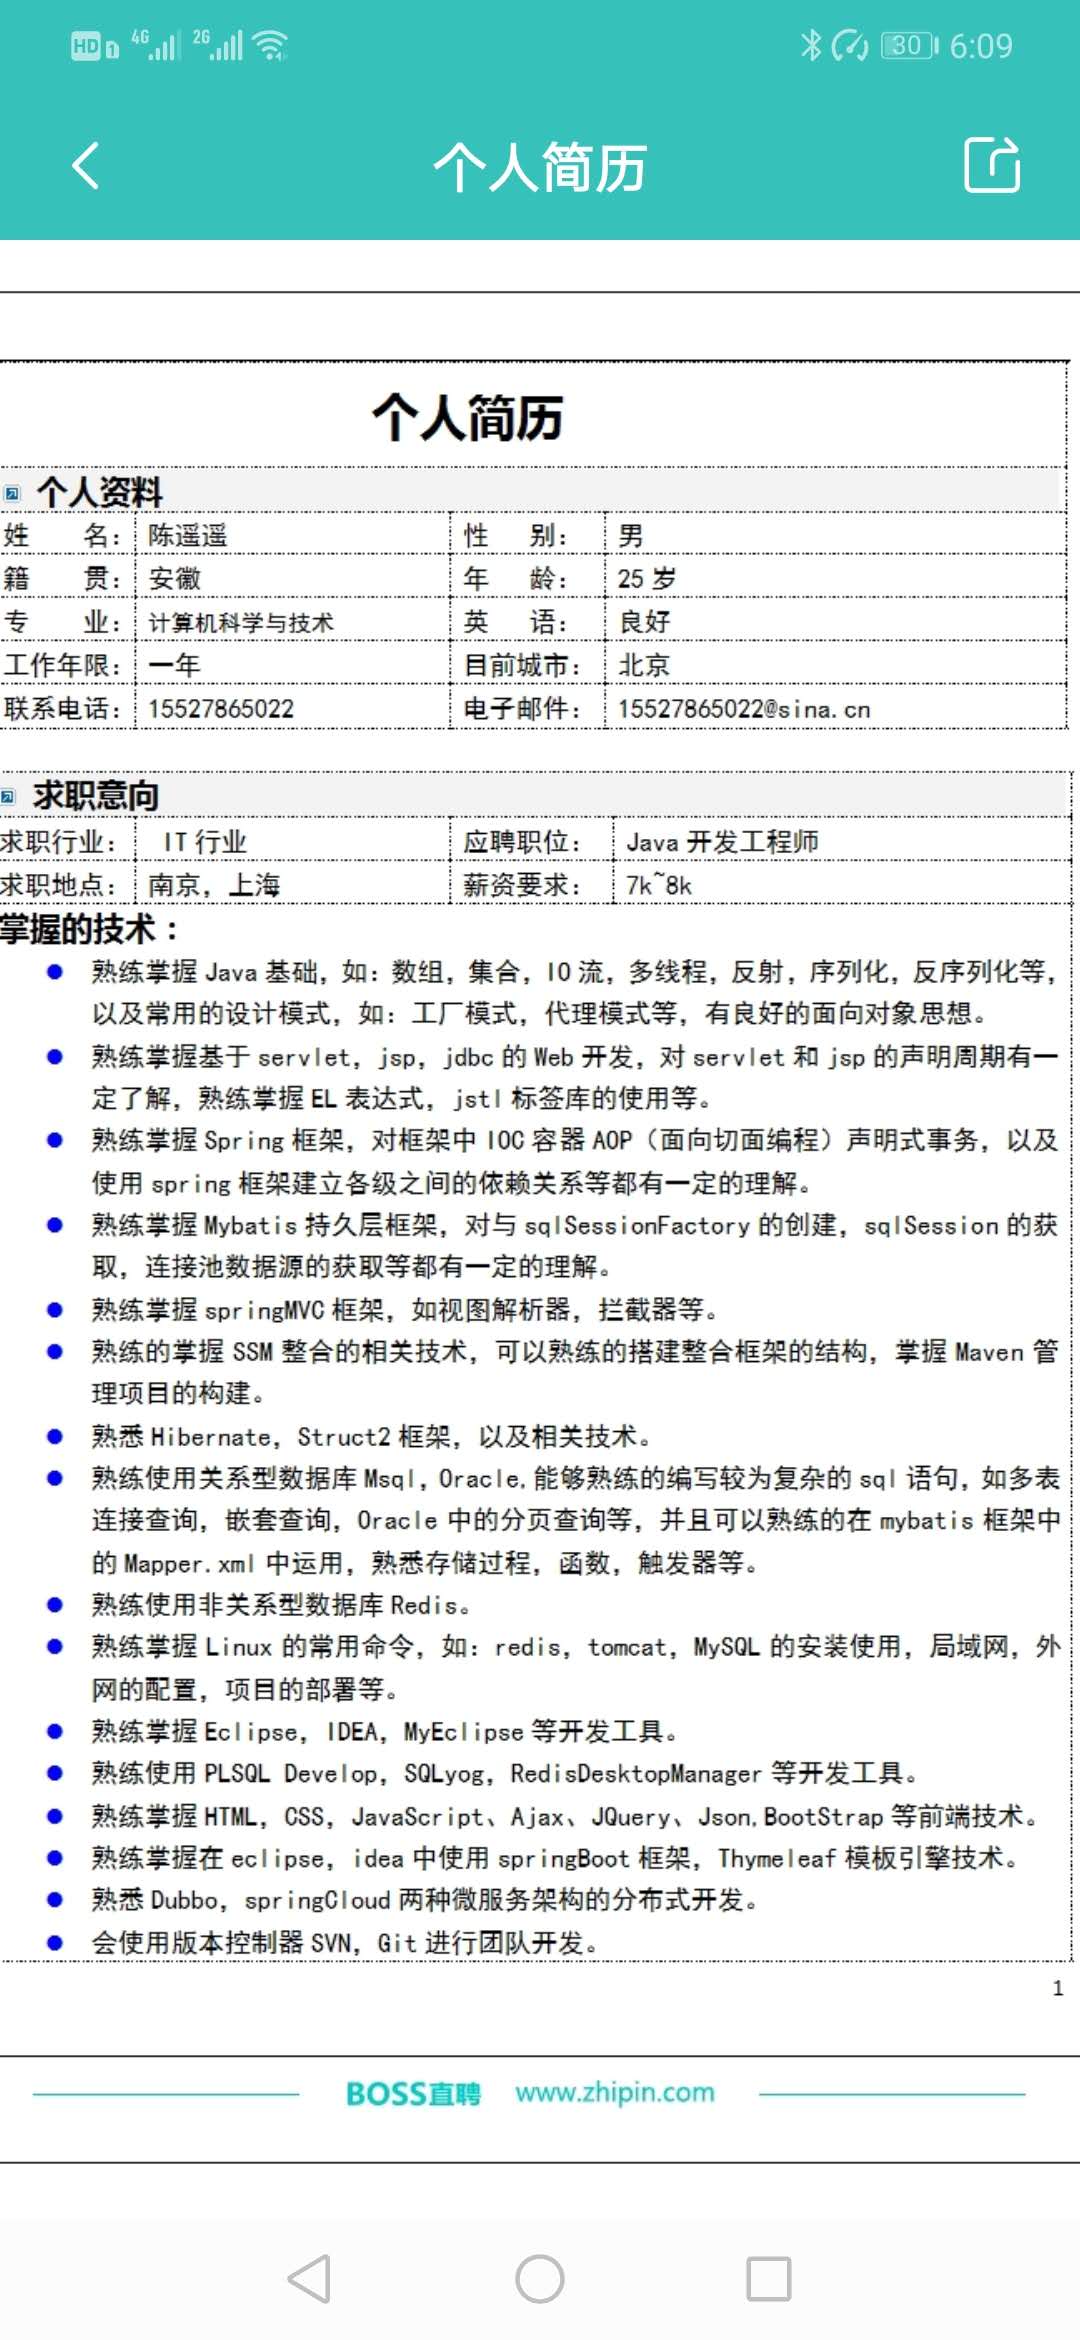 HD 1 4G 2G 30 6:09
个人简历
个人简历
个人资料
姓 名： 陈遥遥 性 别： 男
籍 贯： 安徽 年 龄： 25 岁
专 业： 计算机科学与技术 英 语： 良好
工作年限： 一年 目前城市： 北京
联系电话： 15527865022 电子邮件： 15527865022@sina.cn
求职意向
求职行业： IT 行业 应聘职位： Java 开发工程师
求职地点： 南京，上海 薪资要求： 7k~8k
掌握的技术：
● 熟练掌握 Java 基础，如：数组，集合，IO 流，多线程，反射，序列化，反序列化等，
以及常用的设计模式，如：工厂模式，代理模式等，有良好的面向对象思想。
● 熟练掌握基于 servlet，jsp，jdbc 的 Web 开发，对 servlet 和 jsp 的声明周期有一
定了解，熟练掌握 EL 表达式，jstl 标签库的使用等。
● 熟练掌握 Spring 框架，对框架中 IOC 容器 AOP（面向切面编程）声明式事务，以及
使用 spring 框架建立各级之间的依赖关系等都有一定的理解。
● 熟练掌握 Mybatis 持久层框架，对与 sqlSessionFactory 的创建，sqlSession 的获
取，连接池数据源的获取等都有一定的理解。
● 熟练掌握 springMVC 框架，如视图解析器，拦截器等。
● 熟练的掌握 SSM 整合的相关技术，可以熟练的搭建整合框架的结构，掌握 Maven 管
理项目的构建。
● 熟悉 Hibernate，Struct2 框架，以及相关技术。
● 熟练使用关系型数据库 Msql，Oracle,能够熟练的编写较为复杂的 sql 语句，如多表
连接查询，嵌套查询，Oracle 中的分页查询等，并且可以熟练的在 mybatis 框架中
的 Mapper.xml 中运用，熟悉存储过程，函数，触发器等。
● 熟练使用非关系型数据库 Redis。
● 熟练掌握 Linux 的常用命令，如：redis，tomcat，MySQL 的安装使用，局域网，外
网的配置，项目的部署等。
● 熟练掌握 Eclipse，IDEA，MyEclipse 等开发工具。
● 熟练使用 PLSQL Develop，SQLyog，RedisDesktopManager 等开发工具。
● 熟练掌握 HTML，CSS，JavaScript、Ajax、JQuery、Json,BootStrap 等前端技术。
● 熟练掌握在 eclipse，idea 中使用 springBoot 框架，Thymeleaf 模板引擎技术。
● 熟悉 Dubbo，springCloud 两种微服务架构的分布式开发。
● 会使用版本控制器 SVN，Git 进行团队开发。
1
BOSS直聘 www.zhipin.com